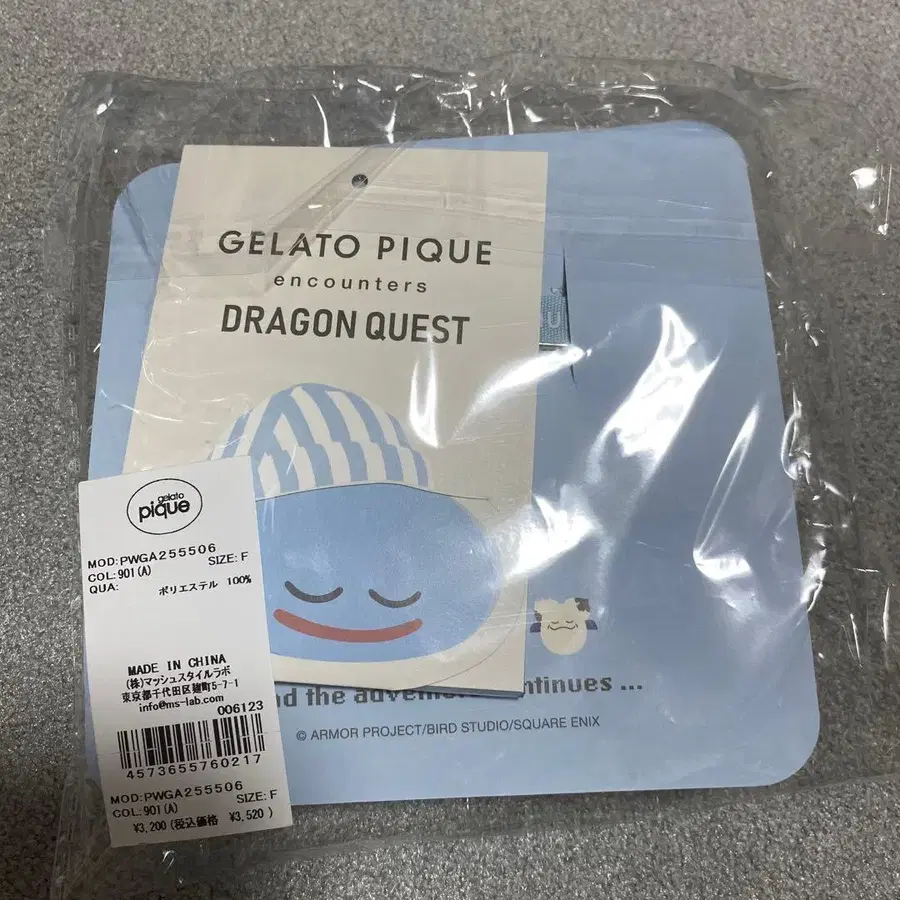 GELATO PIQUE
encounters
DRAGON QUEST
U
gelato
pique
MOD:PWGA255506
COL:901(A) SIZE:F
QUA: ポリエステル 100%
MADE IN CHINA
(株)マッシュスタイルラボ
東京都千代田区麹町5-7-1
info@ms-lab.com
006123
4573655760217
MOD:PWGA255506
COL:901(A) SIZE:F
¥3,200(税込価格 ¥3,520)
the ...
© ARMOR PROJECT/BIRD STUDIO/SQUARE ENIX